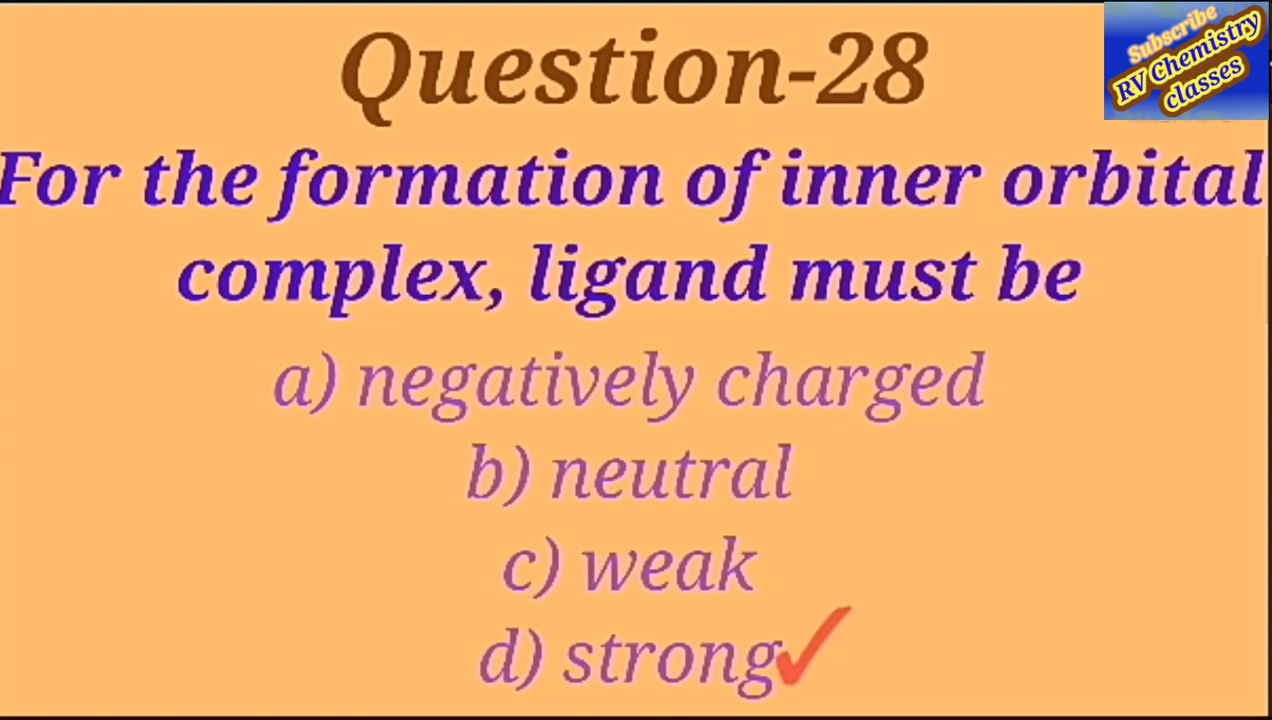 Question-28
Subscribe
RV Chemistry
classes
For the formation of inner orbital
complex, ligand must be
a) negatively charged
b) neutral
c) weak
d) strong